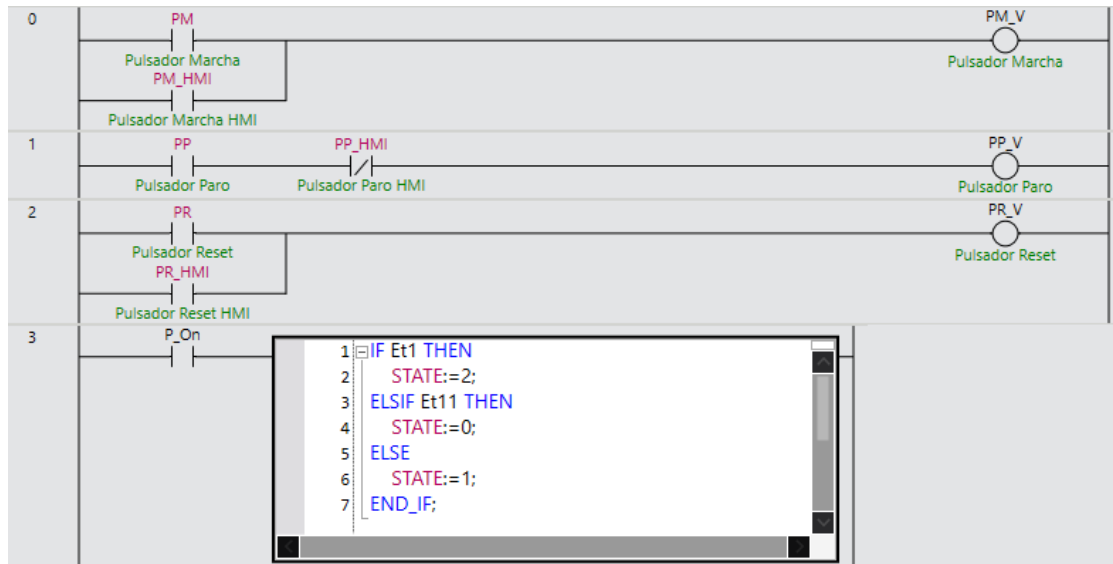 0
PM
PM_V
Pulsador Marcha
Pulsador Marcha
PM_HMI
Pulsador Marcha HMI
1
PP
PP_HMI
PP_V
Pulsador Paro
Pulsador Paro HMI
Pulsador Paro
2
PR
PR_V
Pulsador Reset
Pulsador Reset
PR_HMI
Pulsador Reset HMI
3
P_On
1 IF Et1 THEN
2 STATE:=2;
3 ELSIF Et11 THEN
4 STATE:=0;
5 ELSE
6 STATE:=1;
7 END_IF;